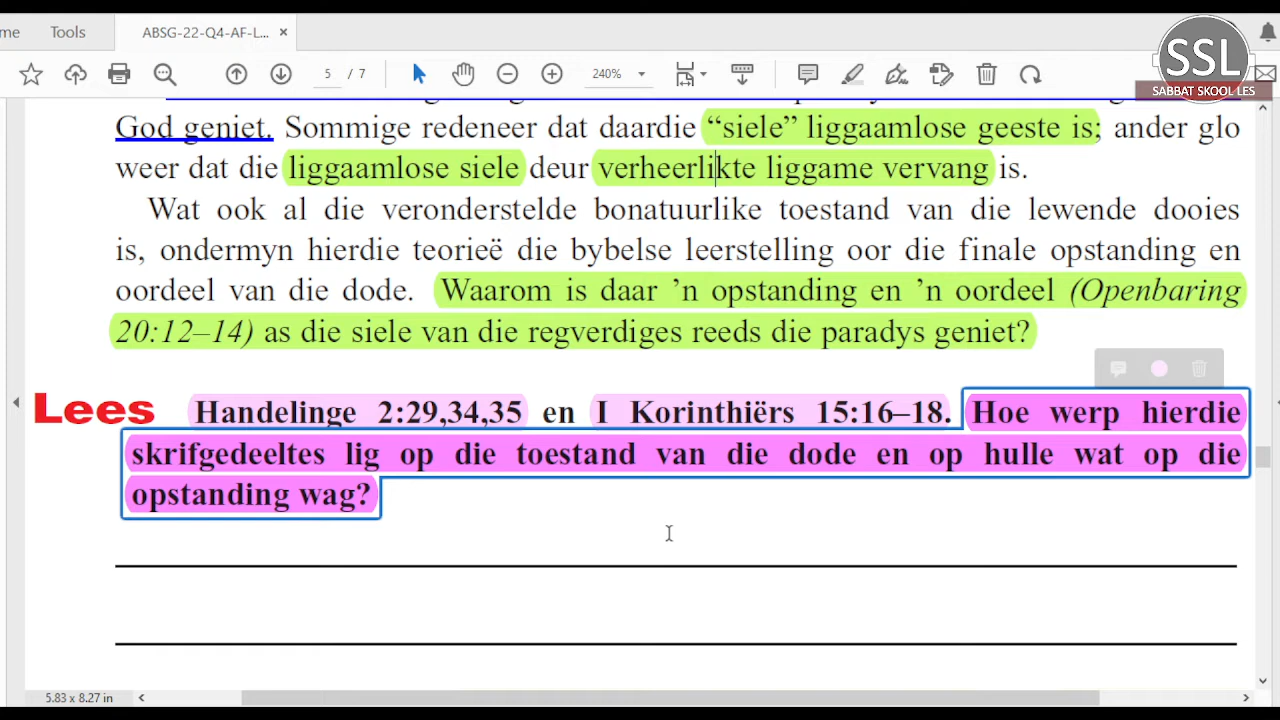 me Tools ABSG-22-Q4-AF-L... ×
SSL
SABBAT SKOOL LES
5 / 7 240%
God geniet. Sommige redeneer dat daardie “siele” liggaamlose geeste is; ander glo
weer dat die liggaamlose siele deur verheerlikte liggame vervang is.
Wat ook al die veronderstelde bonatuurlike toestand van die lewende dooies
is, ondermyn hierdie teorieë die bybelse leerstelling oor die finale opstanding en
oordeel van die dode. Waarom is daar ’n opstanding en ’n oordeel (Openbaring
20:12–14) as die siele van die regverdiges reeds die paradys geniet?
Lees Handelinge 2:29,34,35 en I Korinthiërs 15:16–18. Hoe werp hierdie
skrifgedeeltes lig op die toestand van die dode en op hulle wat op die
opstanding wag?
5.83 x 8.27 in